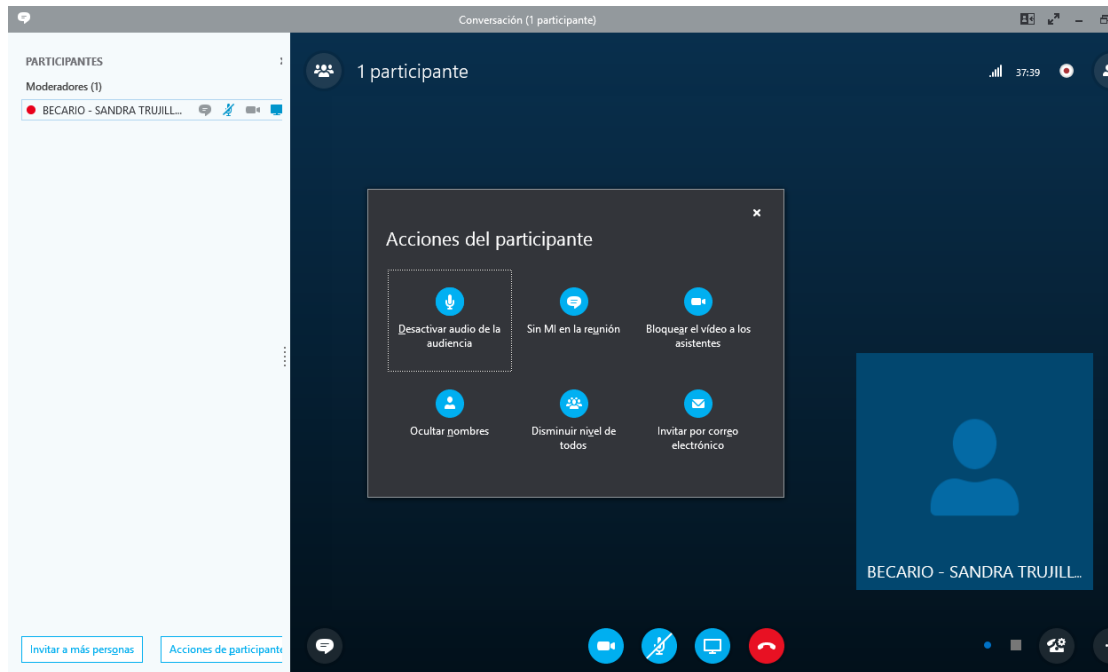 Conversación (1 participante)
PARTICIPANTES
Moderadores (1)
BECARIO - SANDRA TRUJILL...
1 participante
37:39
Acciones del participante
Desactivar audio de la
audiencia
Sin MI en la reunión
Bloquear el vídeo a los
asistentes
Ocultar nombres
Disminuir nivel de
todos
Invitar por correo
electrónico
BECARIO - SANDRA TRUJILL...
Invitar a más personas
Acciones de participante